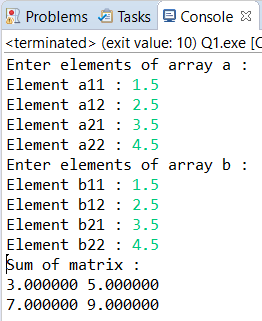 Problems Tasks Console
<terminated> (exit value: 10) Q1.exe [C
Enter elements of array a :
Element a11 : 1.5
Element a12 : 2.5
Element a21 : 3.5
Element a22 : 4.5
Enter elements of array b :
Element b11 : 1.5
Element b12 : 2.5
Element b21 : 3.5
Element b22 : 4.5
Sum of matrix :
3.000000 5.000000
7.000000 9.000000